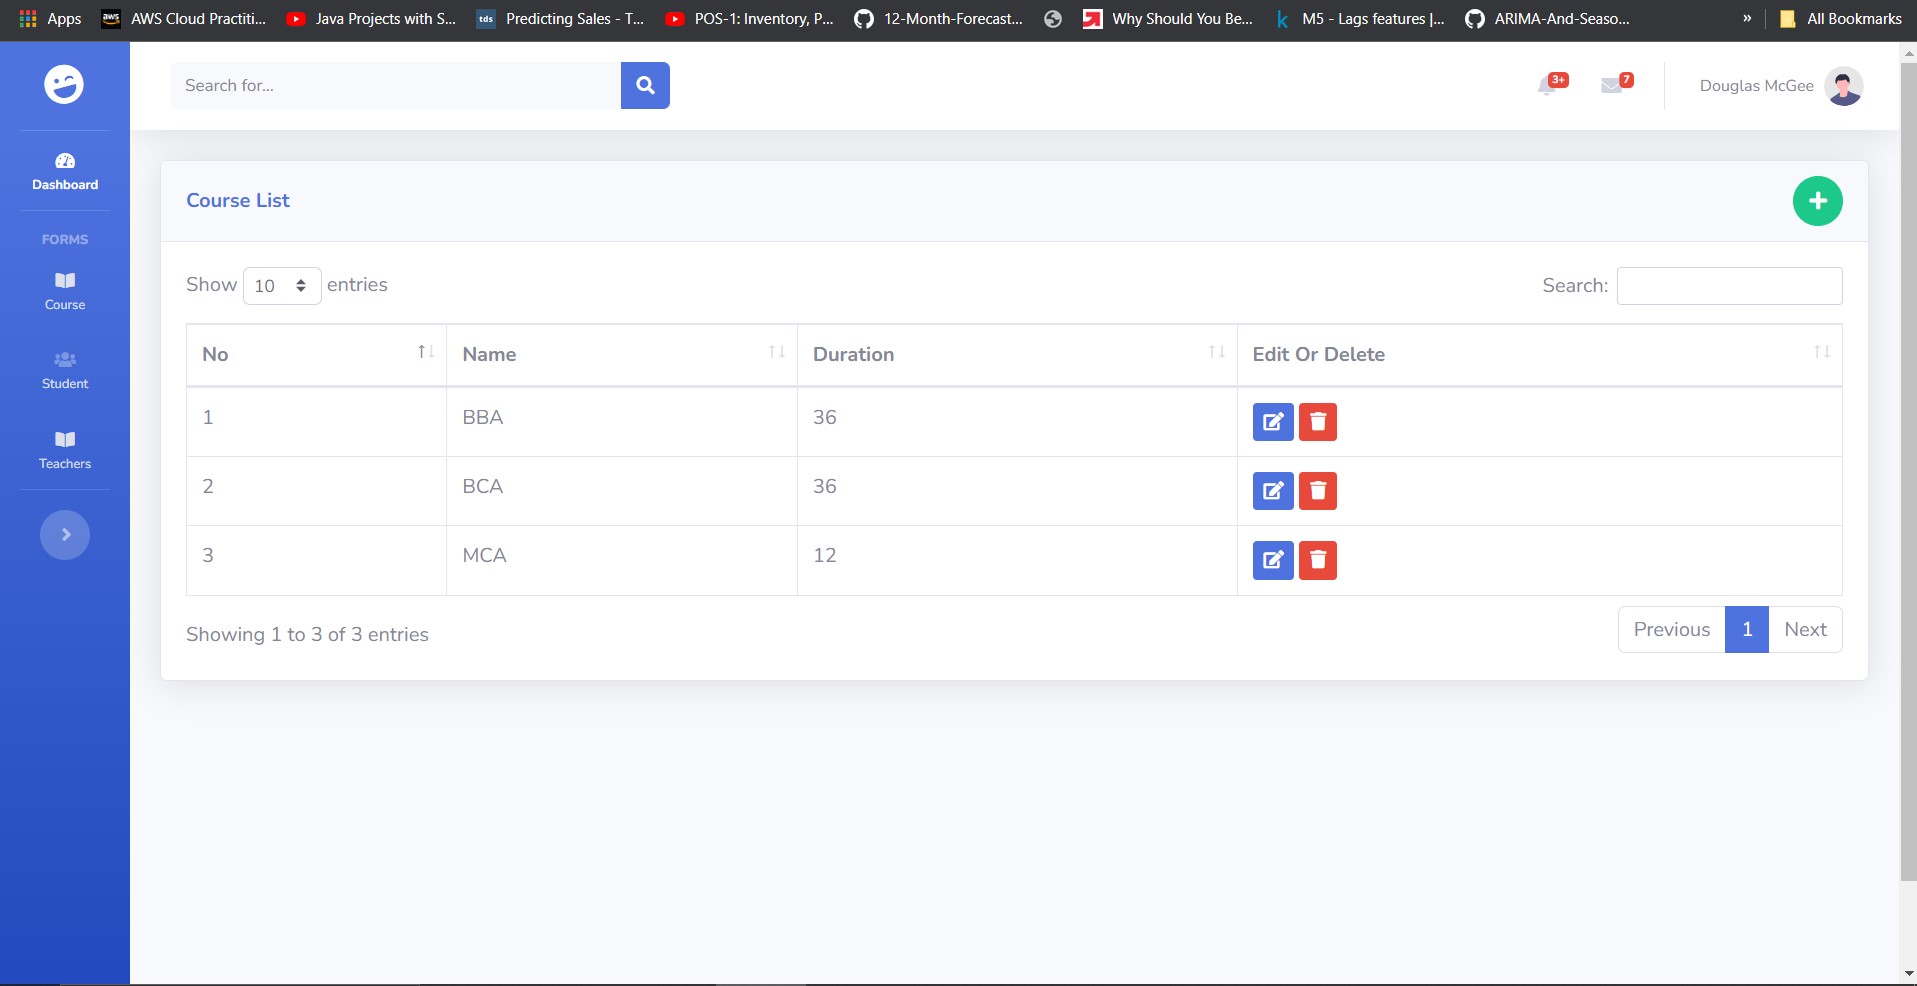 Apps AWS Cloud Practiti... Java Projects with S... tds Predicting Sales - T... POS-1: Inventory, P... 12-Month-Forecast... Why Should You Be... k M5 - Lags features |... ARIMA-And-Seaso... » All Bookmarks
Search for... 3+ 7 Douglas McGee
Dashboard
FORMS
Course
Student
Teachers
Course List
Show 10 entries Search:
No Name Duration Edit Or Delete
1 BBA 36
2 BCA 36
3 MCA 12
Showing 1 to 3 of 3 entries Previous 1 Next